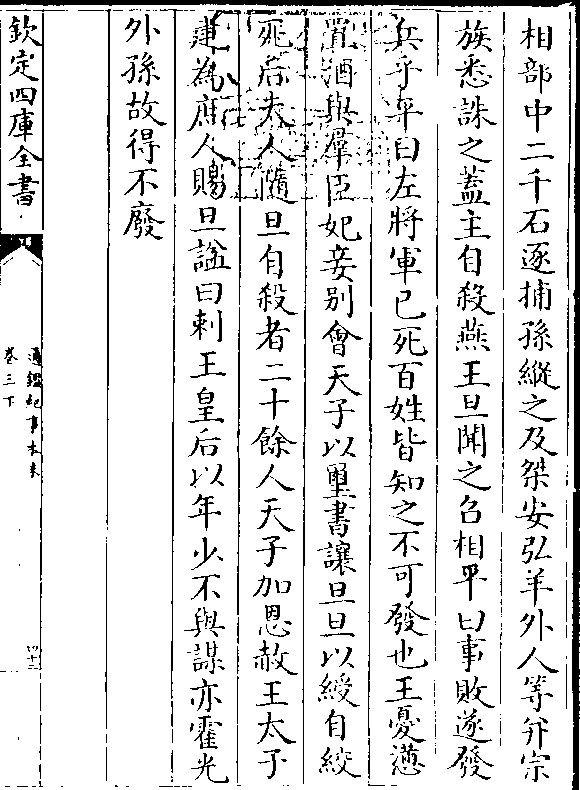 相部中二千石逐捕孫縱之及桀安弘羊外人等并宗
族悉誅之蓋主自殺燕王旦聞之召相平曰事敗遂發
兵乎平曰左將軍已死百姓皆知之不可發也王憂懣
置酒與羣臣妃妾别會天子以璽書讓旦旦以綬自絞
死后夫人隨旦自殺者二十餘人天子加恩赦王太子
建為庶人賜旦諡曰剌王皇后以年少不與謀亦霍光
外孫故得不廢
欽定四庫全書
通鑑紀事本末
卷三下